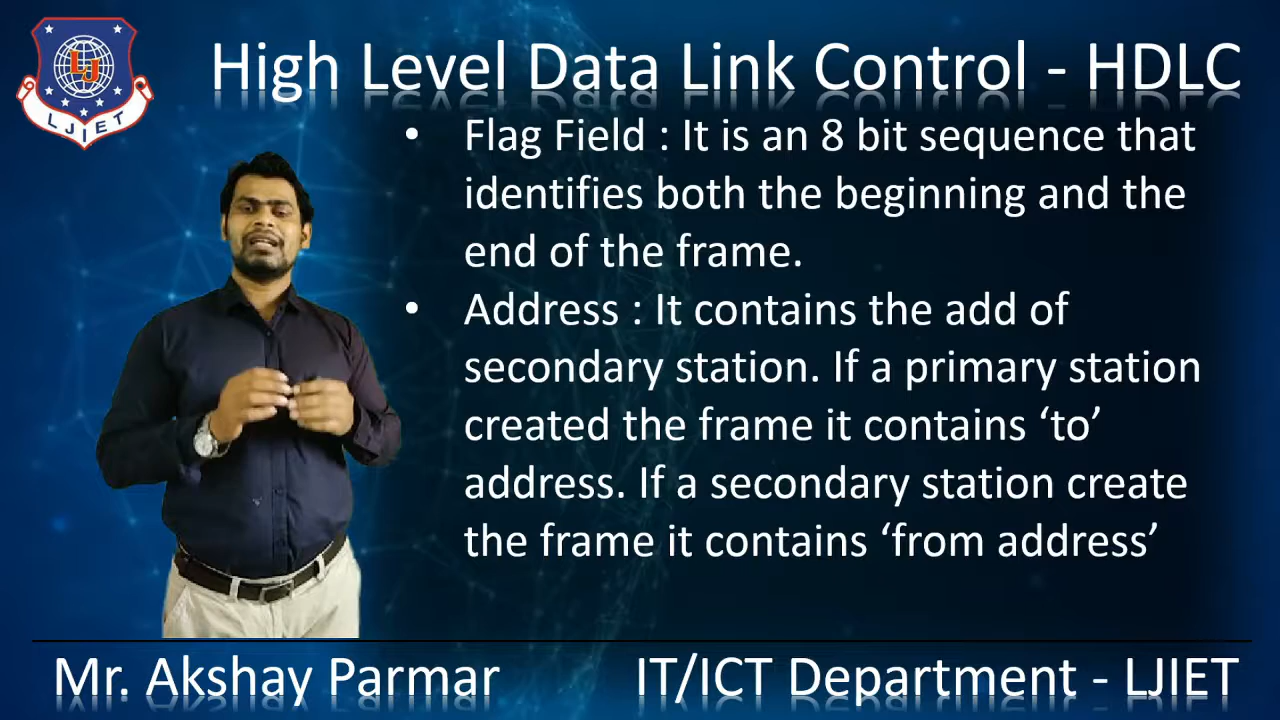 LJ
LJIET
High Level Data Link Control - HDLC
• Flag Field : It is an 8 bit sequence that
identifies both the beginning and the
end of the frame.
• Address : It contains the add of
secondary station. If a primary station
created the frame it contains ‘to’
address. If a secondary station create
the frame it contains ‘from address’
Mr. Akshay Parmar
IT/ICT Department - LJIET